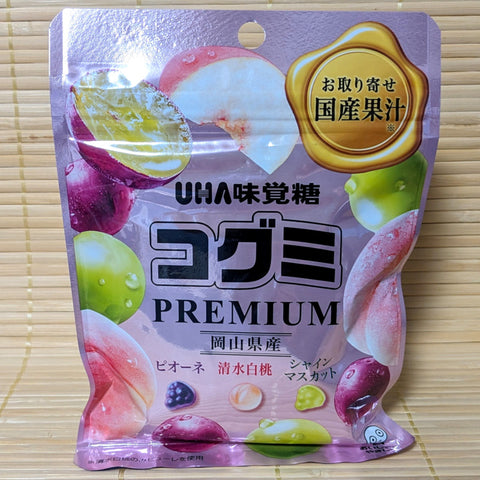 お取り寄せ
国産果汁
※
UHA味覚糖
コグミ
PREMIUM
岡山県産
ピオーネ 清水白桃 シャイン
マスカット